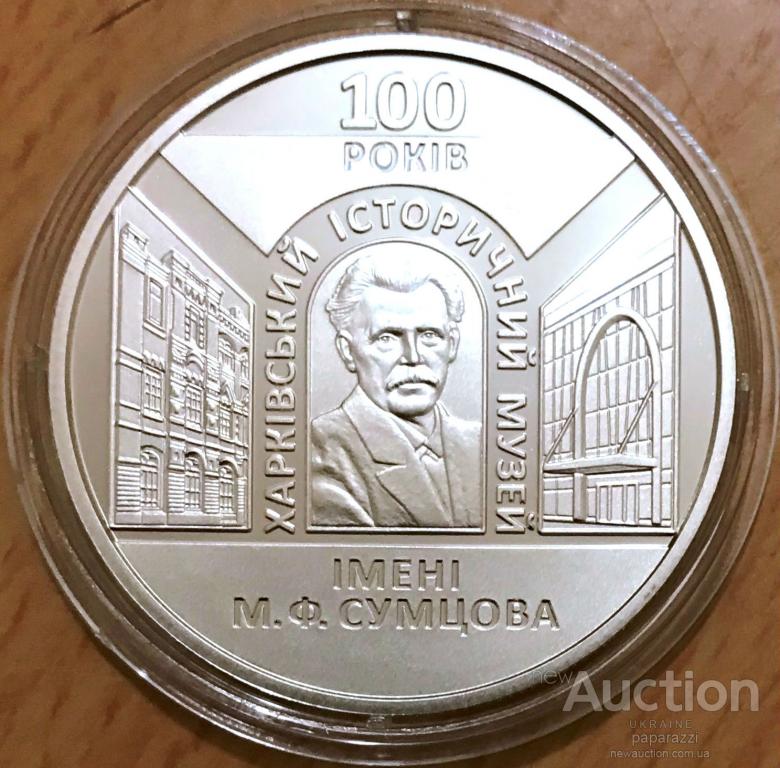 100
РОКІВ
ХАРКІВСЬКИЙ ІСТОРИЧНИЙ МУЗЕЙ
ІМЕНІ
М.Ф. СУМЦОВА
newAuction
UKRAINE
paparazzi
newauction.com.ua